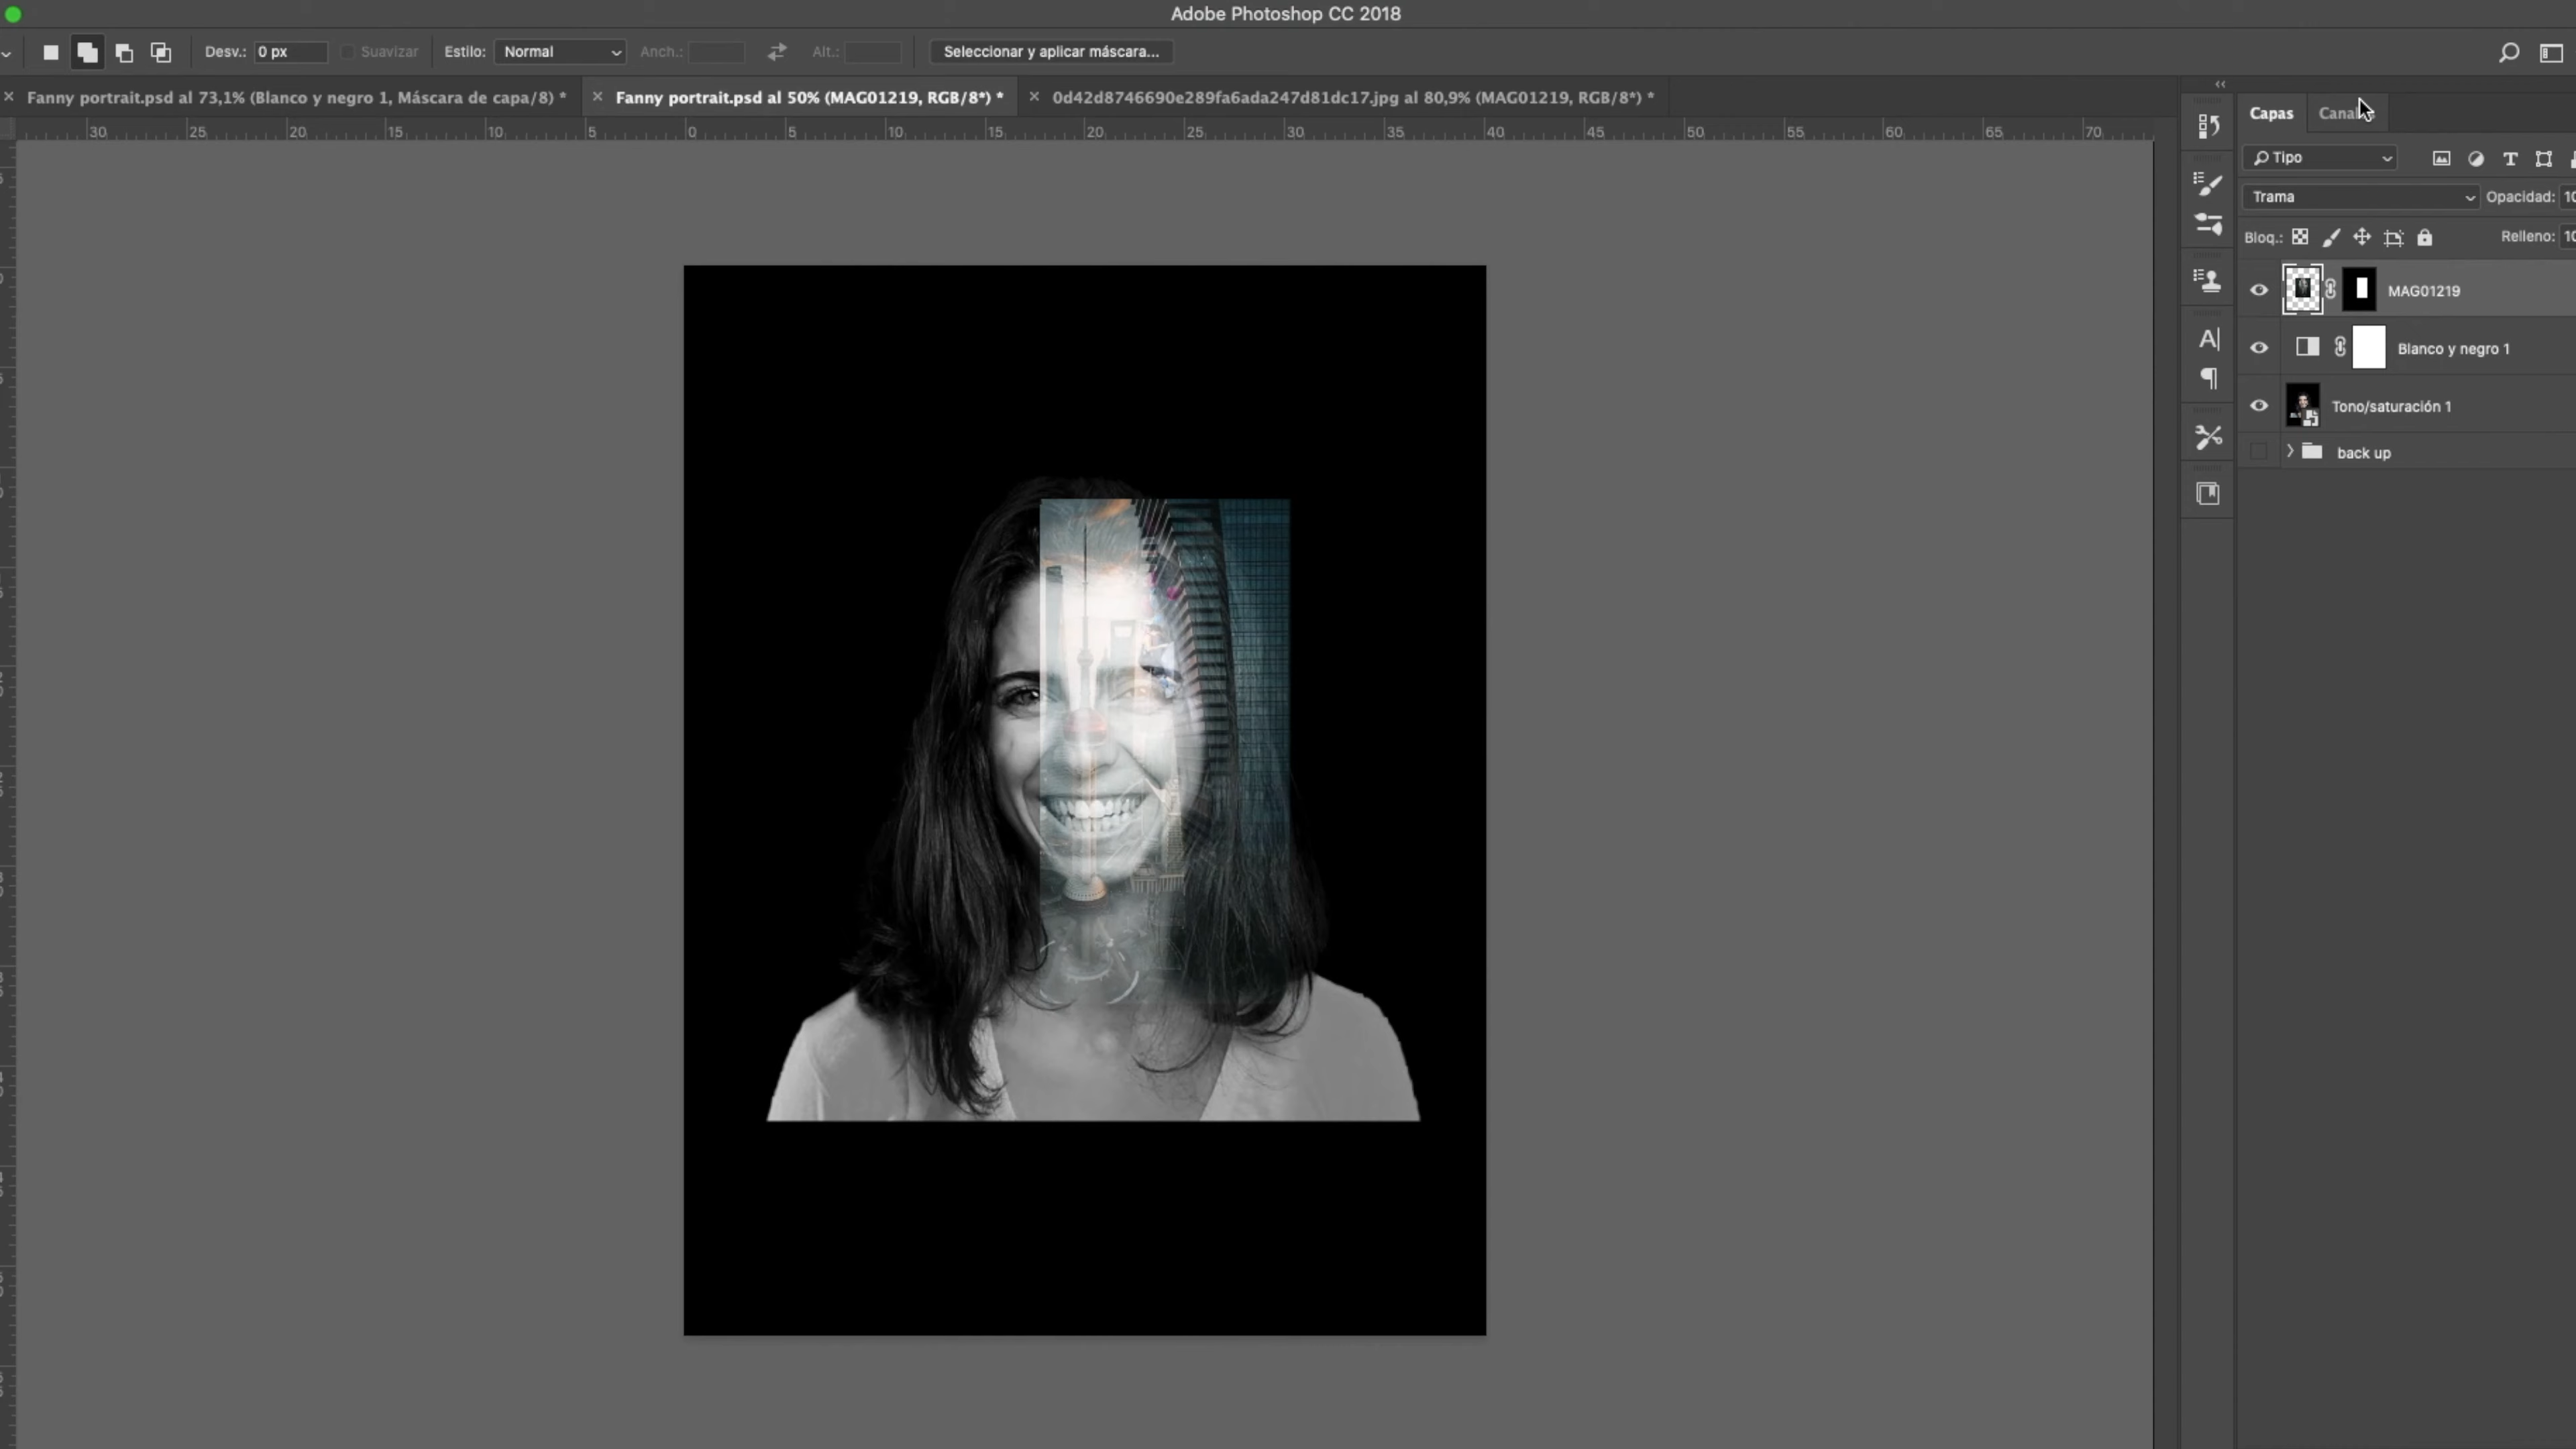 Adobe Photoshop CC 2018
Desv.: 0 px Suavizar Estilo: Normal Anch.: Alt.: Seleccionar y aplicar máscara...
Fanny portrait.psd al 73,1% (Blanco y negro 1, Máscara de capa/8) *
Fanny portrait.psd al 50% (MAG01219, RGB/8*) *
0d42d8746690e289fa6ada247d81dc17.jpg al 80,9% (MAG01219, RGB/8*) *
30 25 20 15 10 5 0 5 10 15 20 25 30 35 40 45 50 55 60 65 70
Capas
Tipo
Trama Opacidad:
Bloq.: Relleno:
MAG01219
Blanco y negro 1
Tono/saturación 1
back up